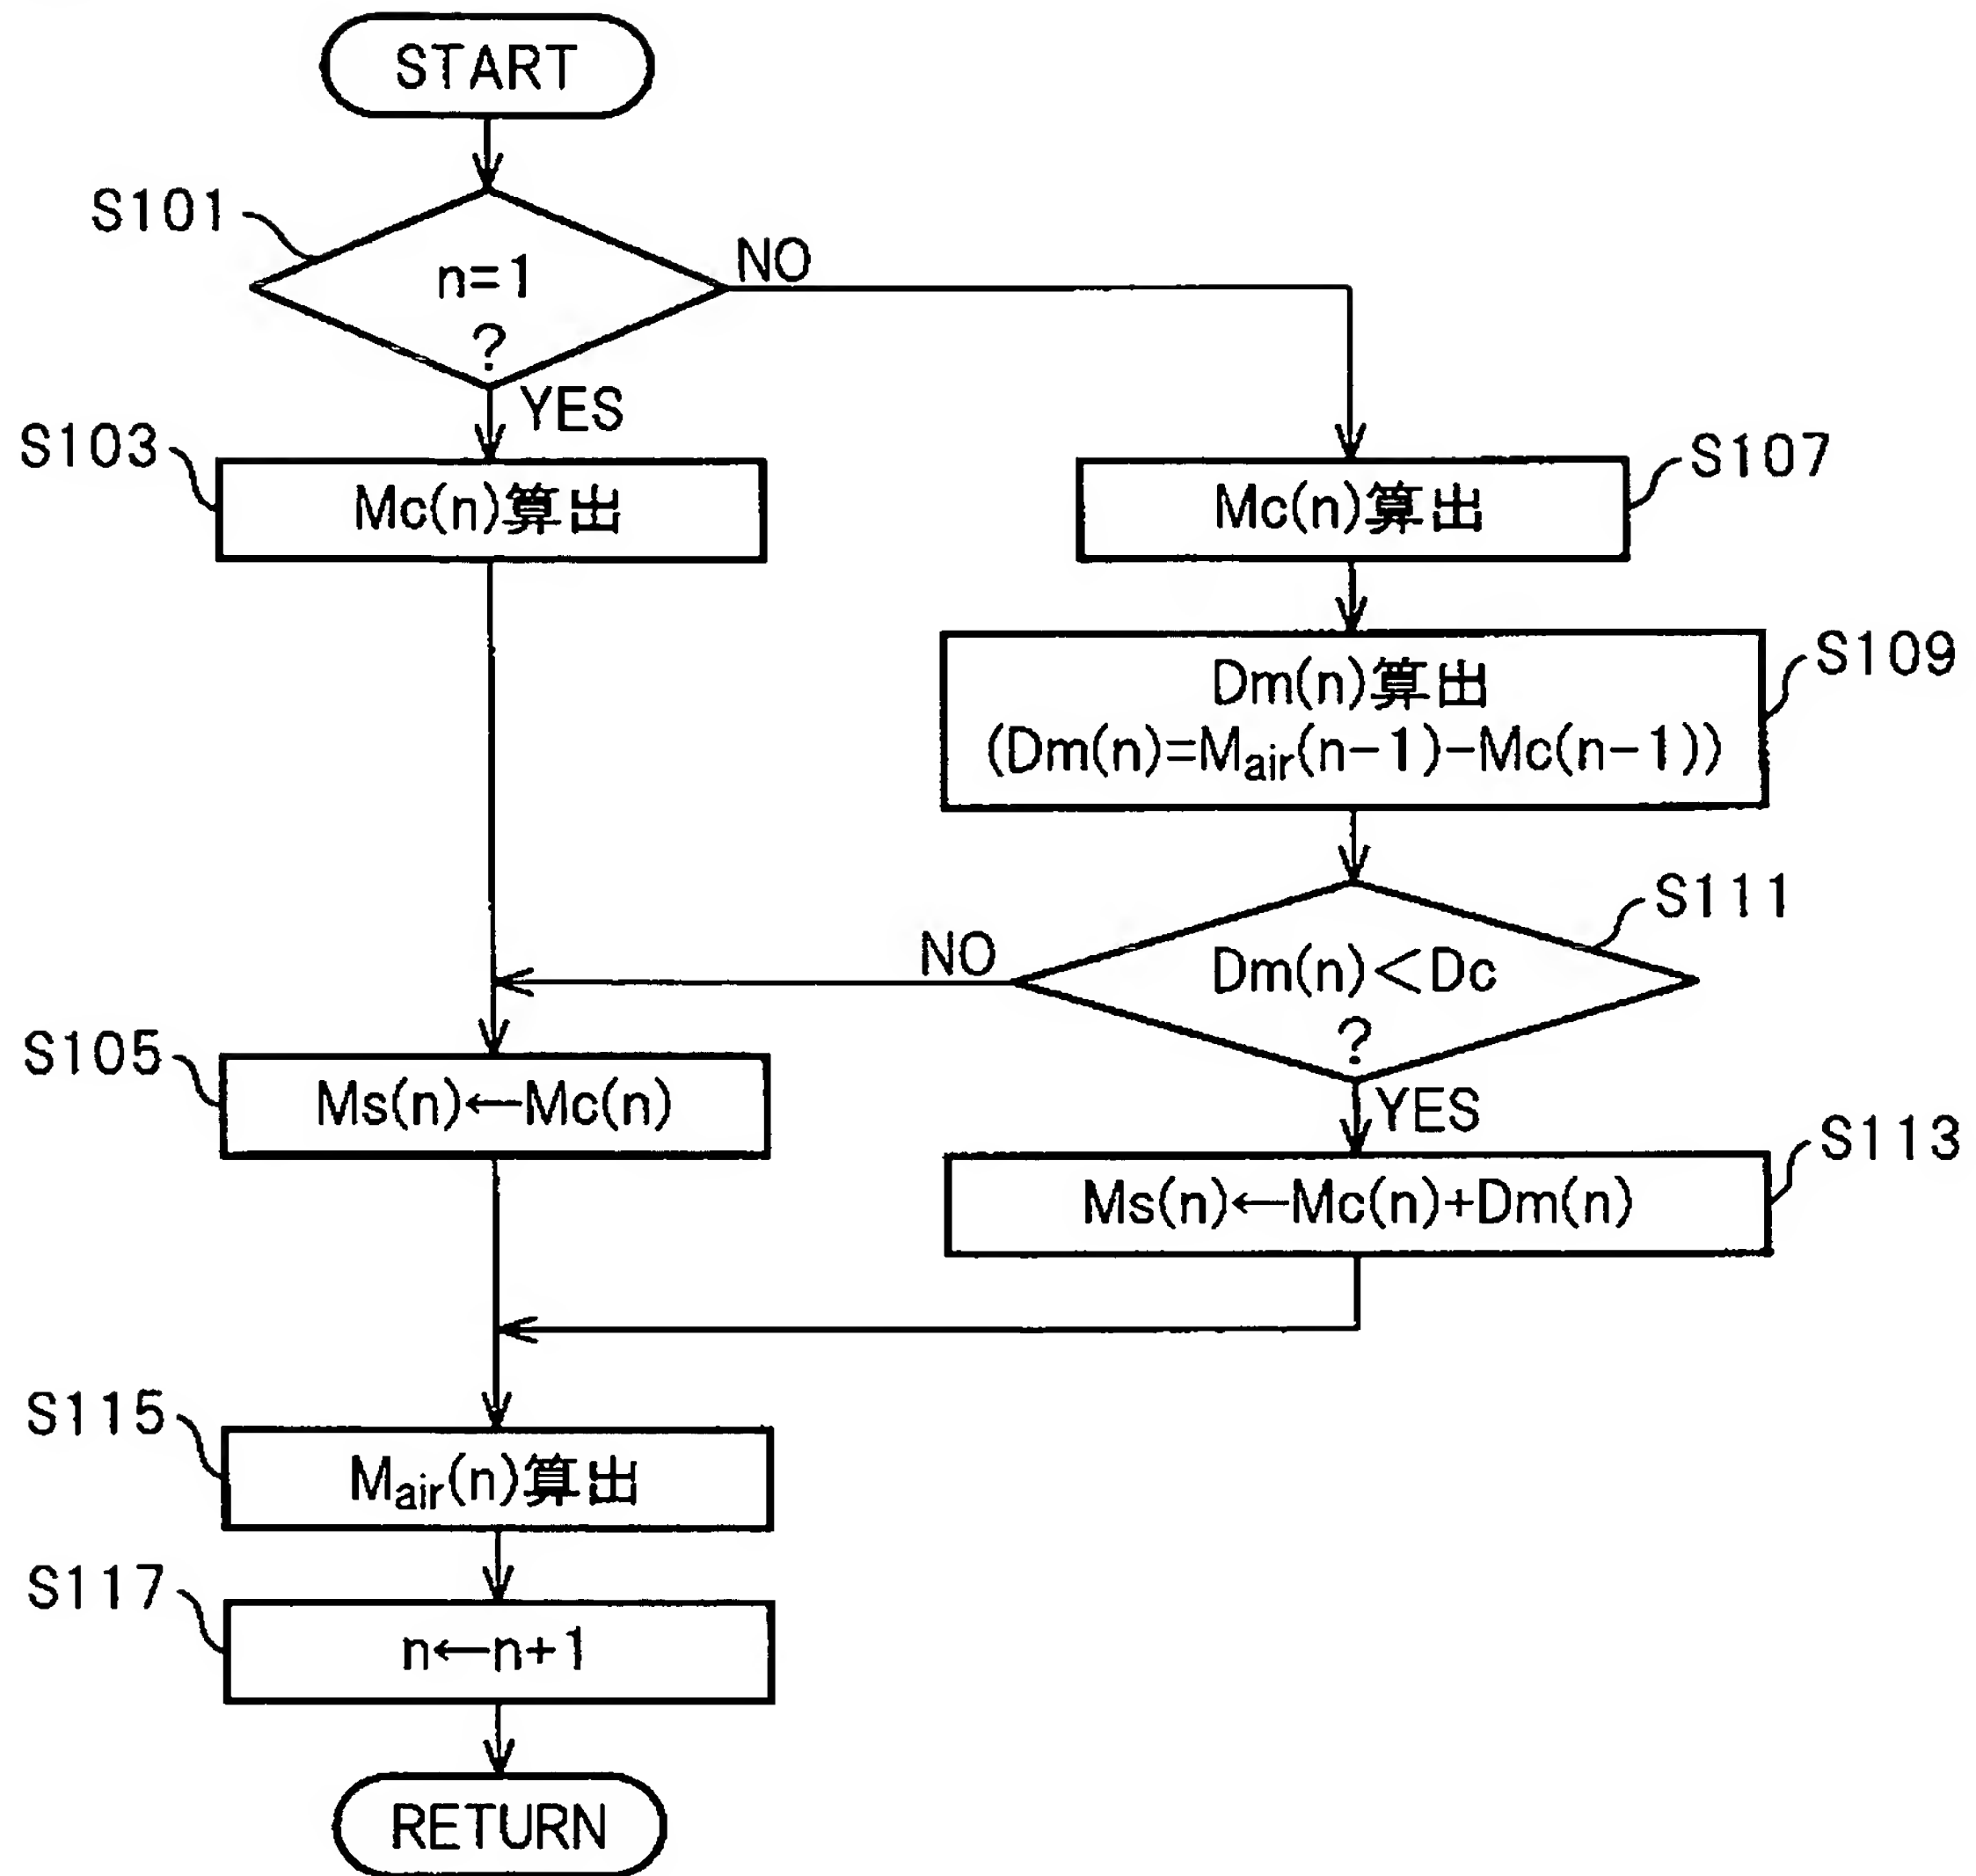 START
S101
n=1
?
NO
YES
S103
Mc(n)算出
S107
Mc(n)算出
S109
Dm(n)算出
(Dm(n)=Mair(n-1)-Mc(n-1))
S111
Dm(n)<Dc
?
NO
YES
S105
Ms(n)←Mc(n)
S113
Ms(n)←Mc(n)+Dm(n)
S115
Mair(n)算出
S117
n←n+1
RETURN